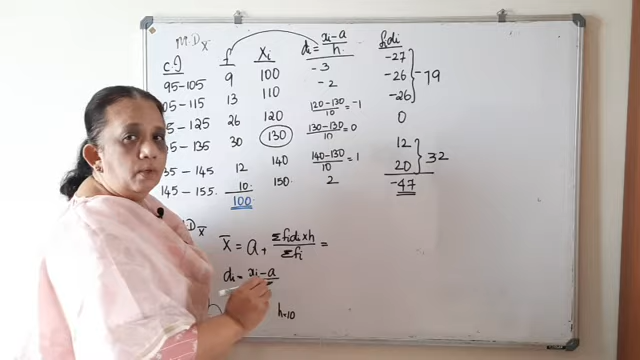 M.D x̄
C.I f xi di = xi-a/h fidi
95-105 9 100 -3 -27
05-115 13 110 -2 -26
5-125 26 120 120-130/10 = -1 -26 } -79
5-135 30 130 130-130/10 = 0 0
35-145 12 140 140-130/10 = 1 12
145-155 10 150 2 20 } 32
100 -47
D x̄
x̄ = a + Σfidi×h/Σfi =
di = xi-a
h=10